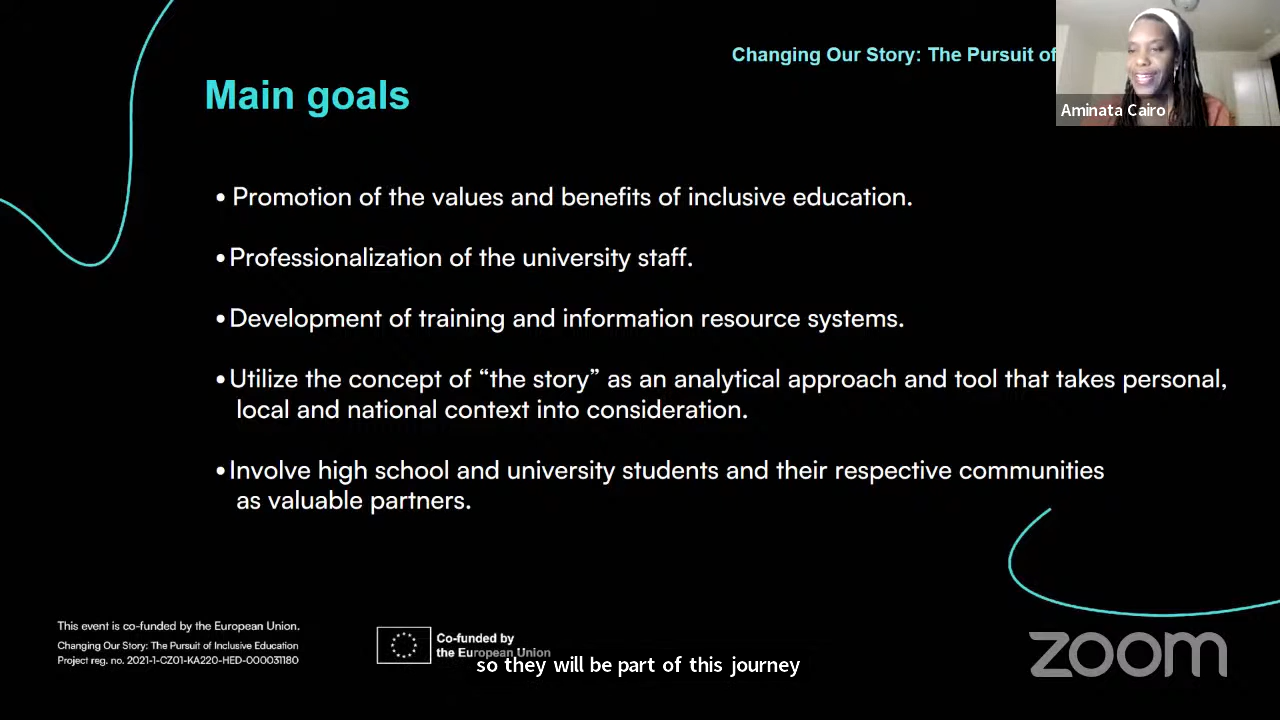 Changing Our Story: The Pursuit of
Main goals
Aminata Cairo
• Promotion of the values and benefits of inclusive education.
• Professionalization of the university staff.
• Development of training and information resource systems.
• Utilize the concept of “the story” as an analytical approach and tool that takes personal,
local and national context into consideration.
• Involve high school and university students and their respective communities
as valuable partners.
This event is co-funded by the European Union.
Changing Our Story: The Pursuit of Inclusive Education
Project reg. no. 2021-1-CZ01-KA220-HED-000031180
Co-funded by
the European Union
so they will be part of this journey
zoom